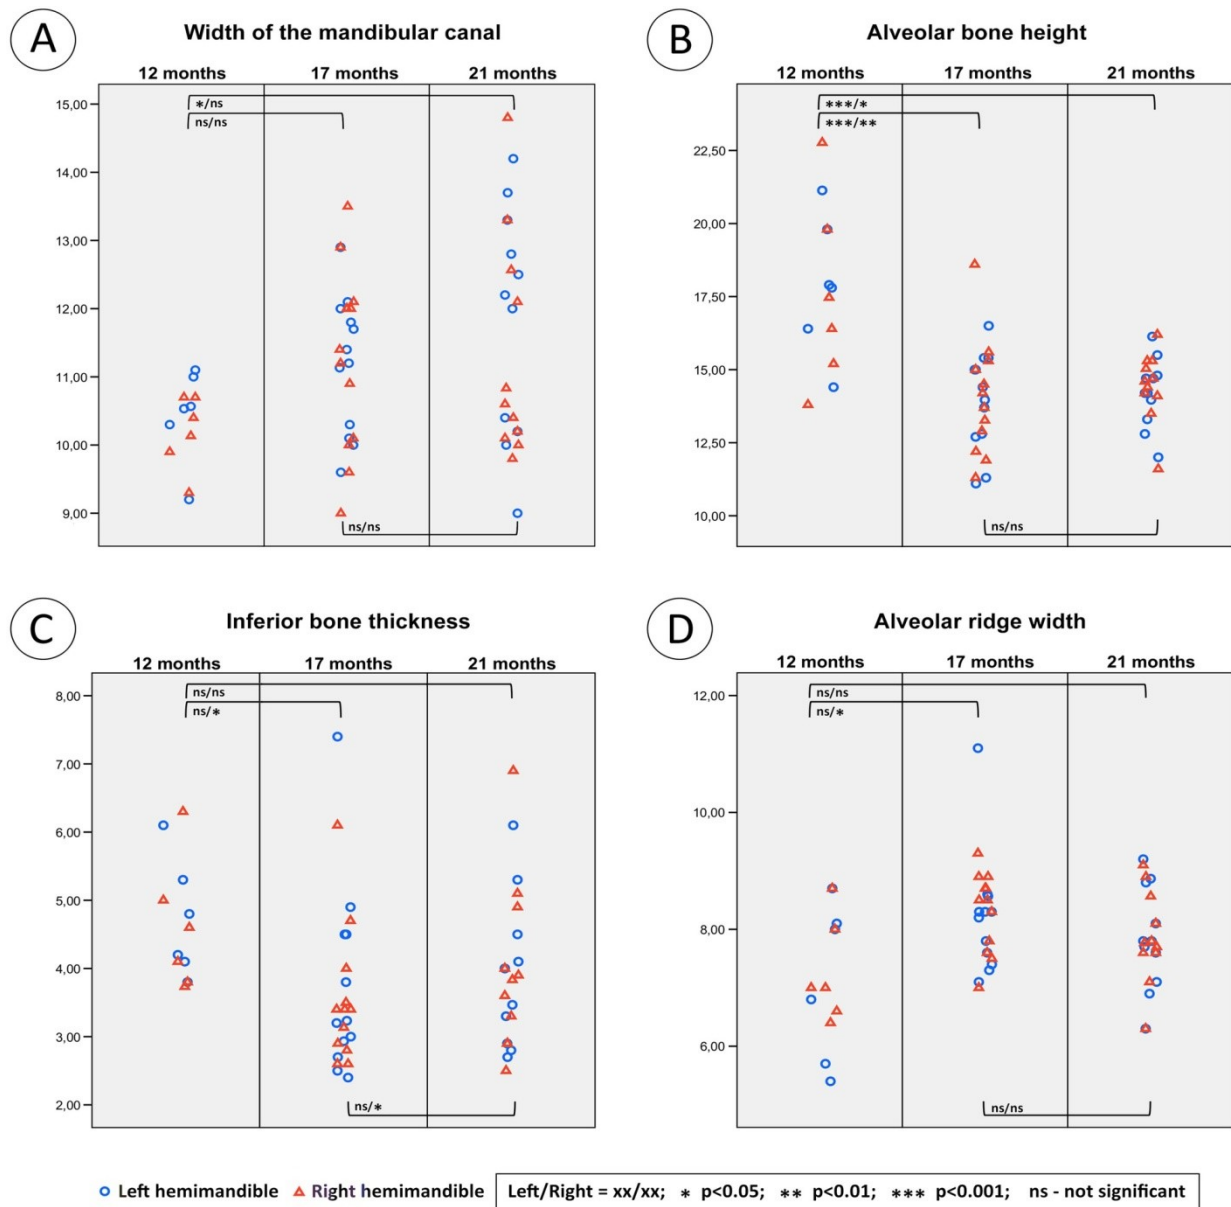 A
Width of the mandibular canal
12 months 17 months 21 months
*/ns
ns/ns
15,00
14,00
13,00
12,00
11,00
10,00
9,00
ns/ns
B
Alveolar bone height
12 months 17 months 21 months
***/*
***/**
22,50
20,00
17,50
15,00
12,50
10,00
ns/ns
C
Inferior bone thickness
12 months 17 months 21 months
ns/ns
ns/*
8,00
7,00
6,00
5,00
4,00
3,00
2,00
ns/*
D
Alveolar ridge width
12 months 17 months 21 months
ns/ns
ns/*
12,00
10,00
8,00
6,00
ns/ns
Left hemimandible Right hemimandible Left/Right = xx/xx; * p<0.05; ** p<0.01; *** p<0.001; ns - not significant